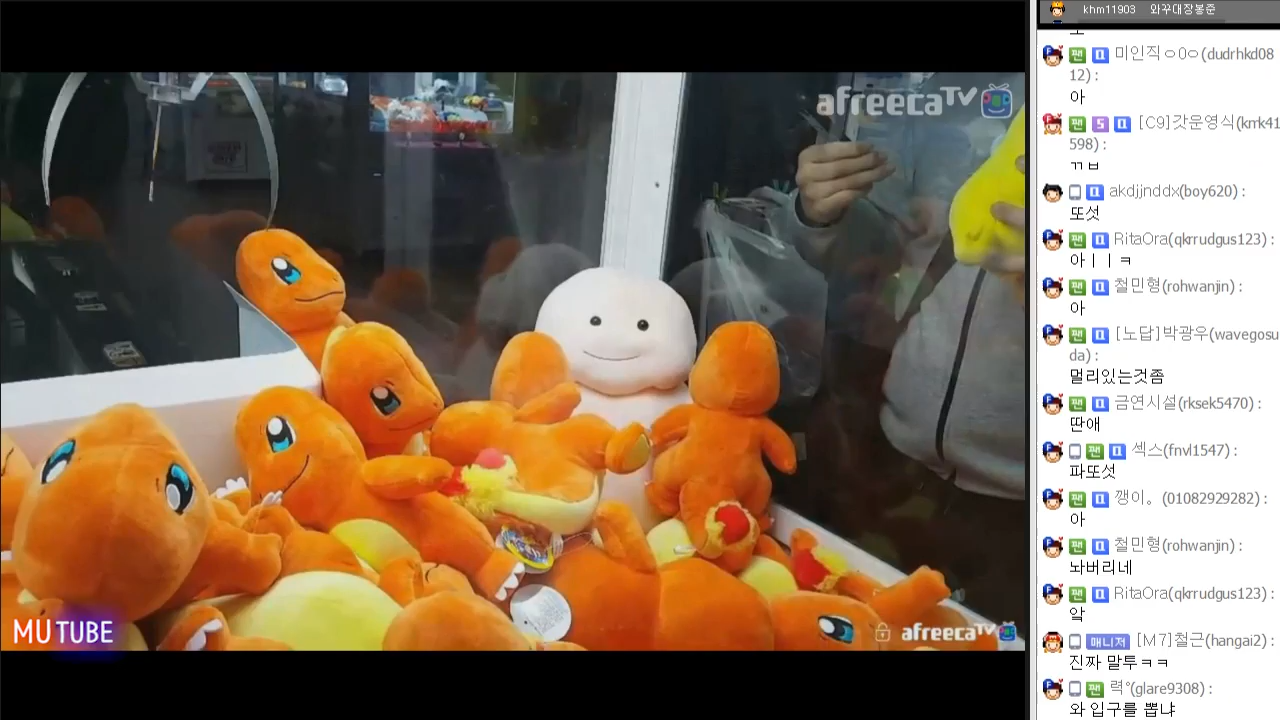 khm11903 와꾸대장봉준
미인직ㅇ0ㅇ(dudrhkd08
12) :
아
[C9]갓운영식(krrk41
598) :
ㄲㅂ
akdjjnddx(boy620) :
또섯
RitaOra(qkrrudgus123) :
아ㅣㅣㅋ
철민형(rohwanjin) :
아
[노답]박광우(wavegosu
da) :
멀리있는것좀
금연시설(rksek5470) :
딴애
섹스(fnvl1547) :
파또섯
깽이。(01082929282) :
아
철민형(rohwanjin) :
놔버리네
RitaOra(qkrrudgus123) :
앜
매니저 [M7]철근(hangai2) :
진짜 말투ㅋㅋ
력°(glare9308) :
와 입구를 뽑냐
afreecaTV
MUTUBE
afreecaTV